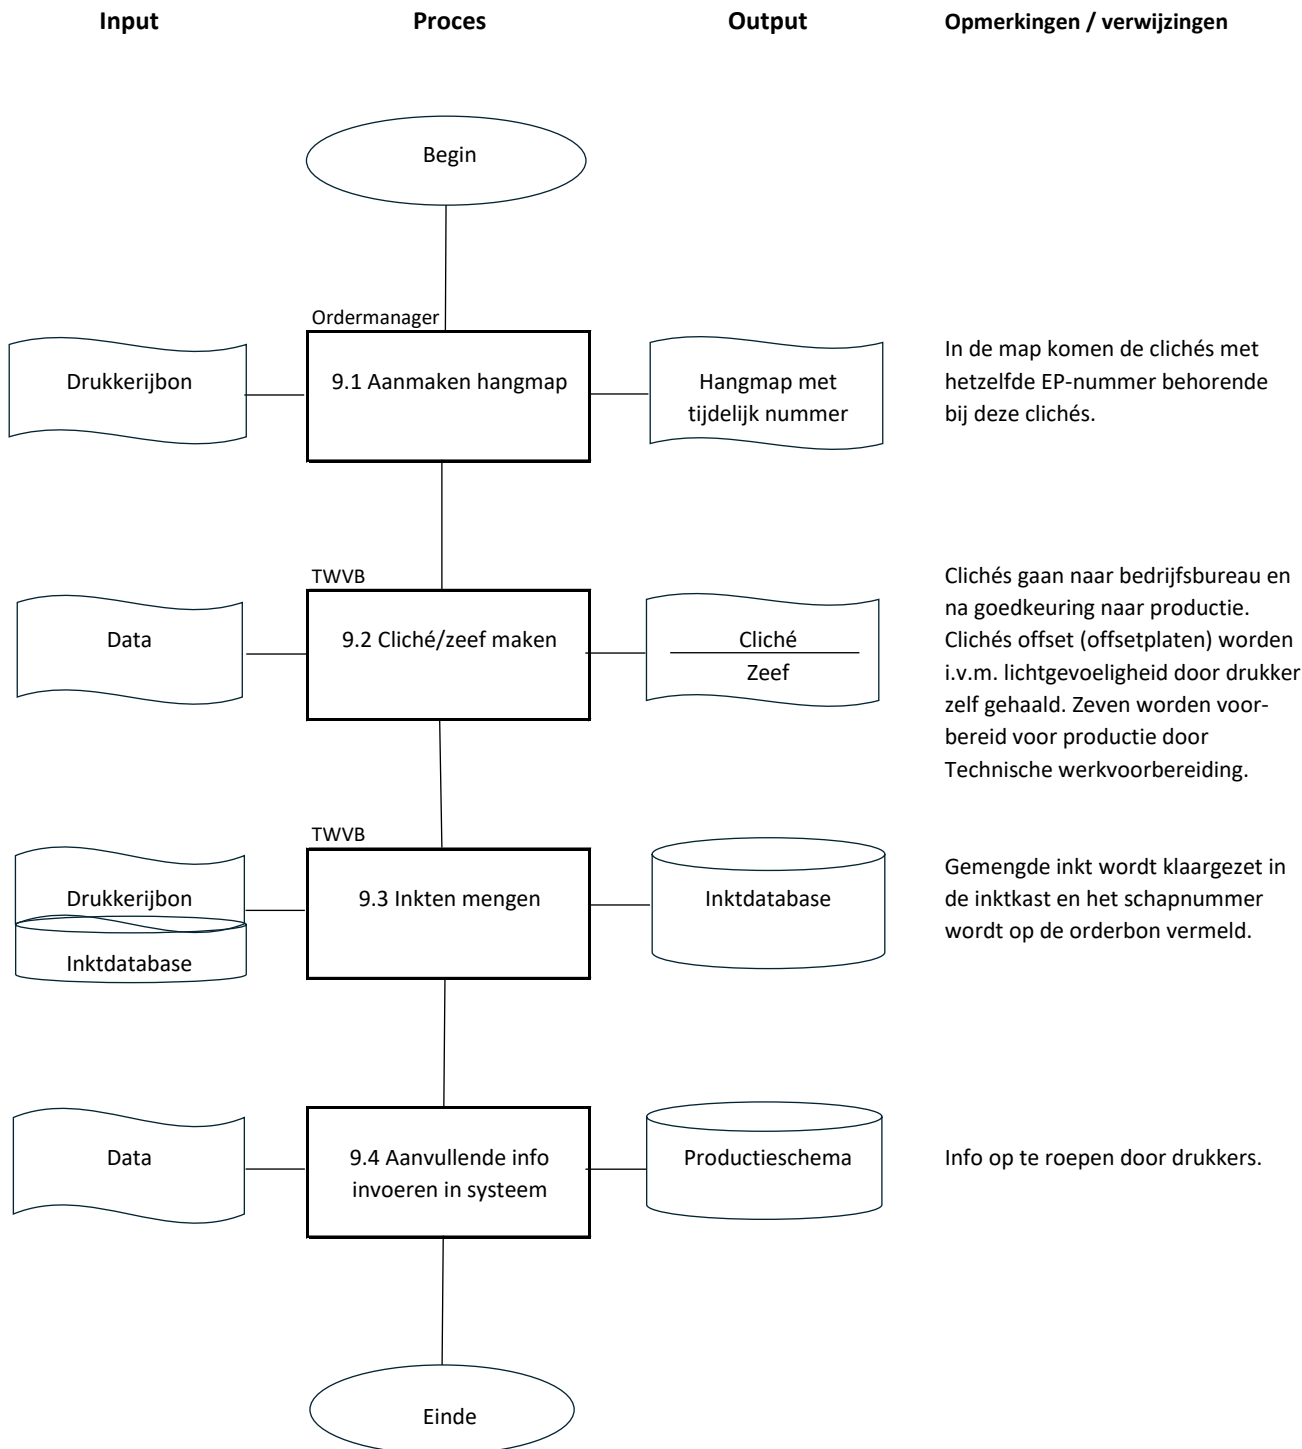 Input
Proces
Output
Opmerkingen / verwijzingen
Begin
Ordermanager
Drukkerijbon
9.1 Aanmaken hangmap
Hangmap met
tijdelijk nummer
In de map komen de clichés met
hetzelfde EP-nummer behorende
bij deze clichés.
TWVB
Data
9.2 Cliché/zeef maken
Cliché
Zeef
Clichés gaan naar bedrijfsbureau en
na goedkeuring naar productie.
Clichés offset (offsetplaten) worden
i.v.m. lichtgevoeligheid door drukker
zelf gehaald. Zeven worden voor-
bereid voor productie door
Technische werkvoorbereiding.
TWVB
Drukkerijbon
Inktdatabase
9.3 Inkten mengen
Inktdatabase
Gemengde inkt wordt klaargezet in
de inktkast en het schapnummer
wordt op de orderbon vermeld.
Data
9.4 Aanvullende info
invoeren in systeem
Productieschema
Info op te roepen door drukkers.
Einde